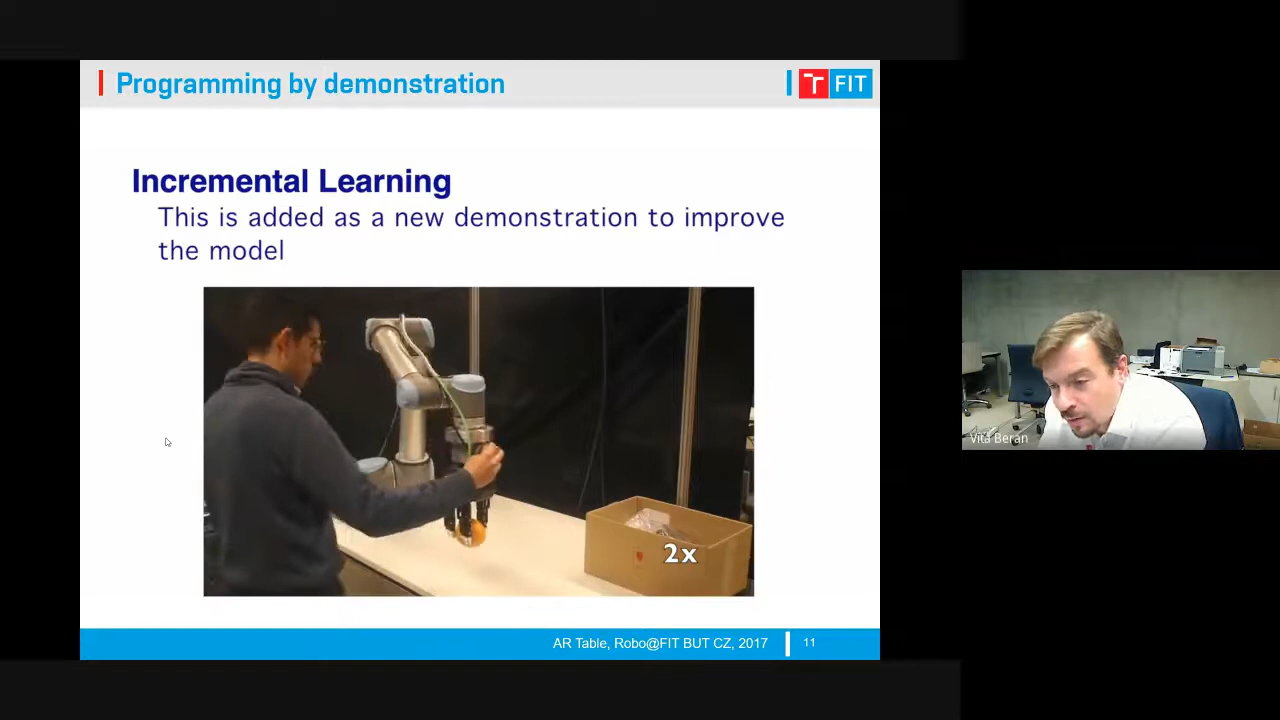 Programming by demonstration
T FIT
Incremental Learning
This is added as a new demonstration to improve
the model
2x
AR Table, Robo@FIT BUT CZ, 2017
11
Víťa Beran